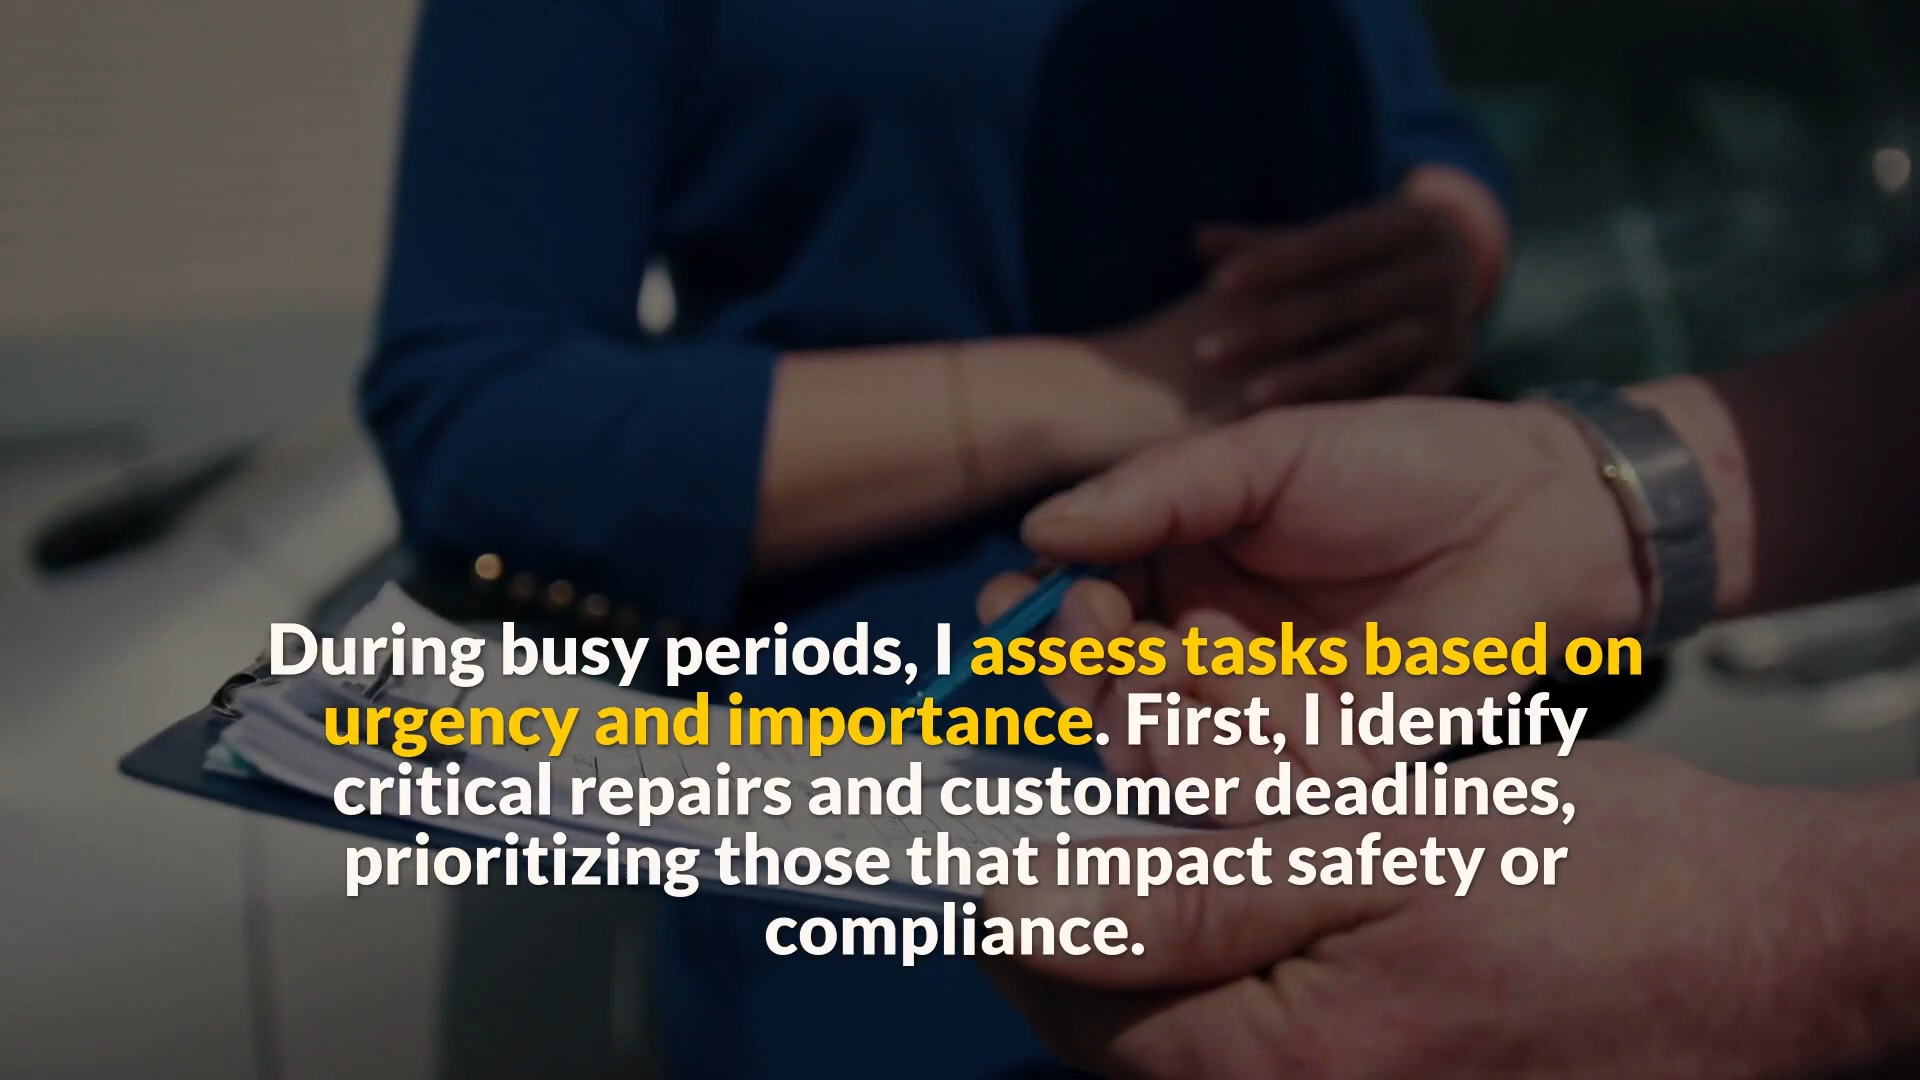 During busy periods, I assess tasks based on
urgency and importance. First, I identify
critical repairs and customer deadlines,
prioritizing those that impact safety or
compliance.